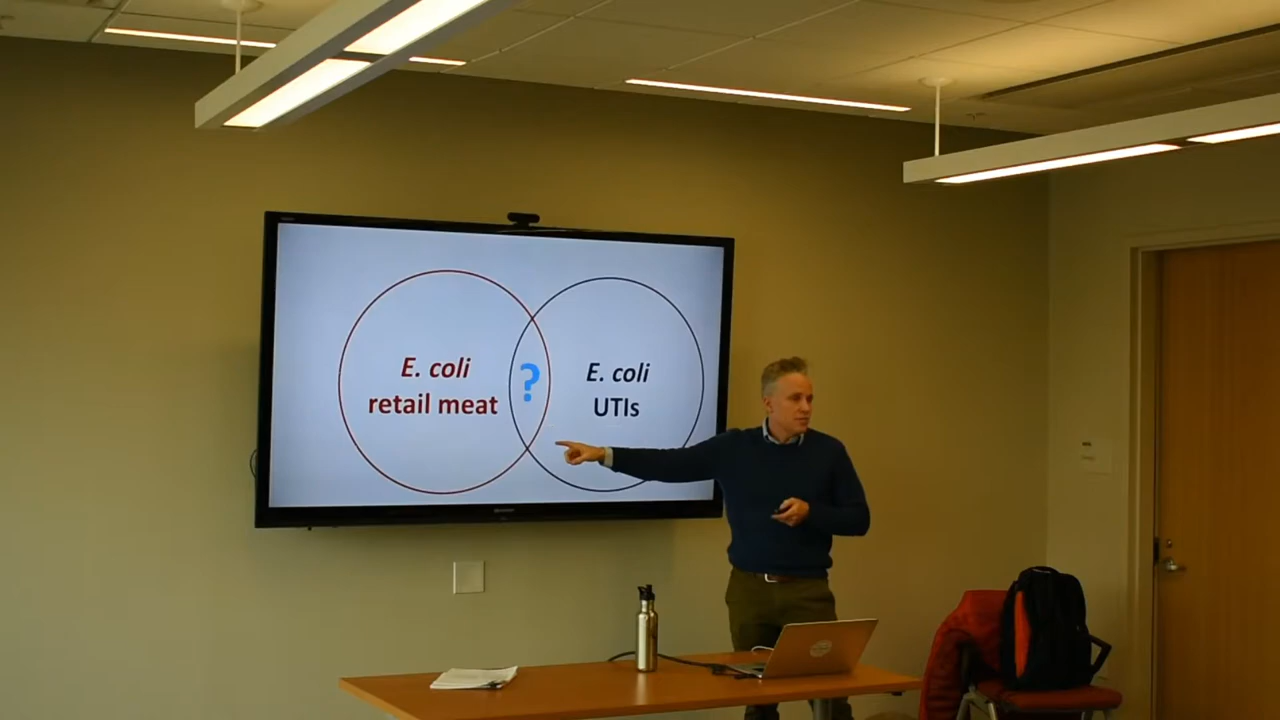 E. coli
retail meat
?
E. coli
UTIs